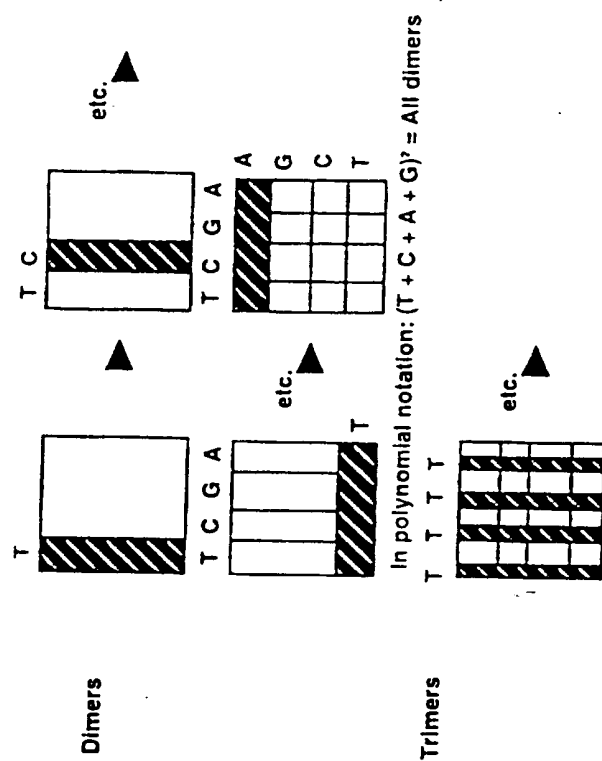 Dimers
T
T C
etc.
T C G A
T
etc.
T C G A
A
G
C
T
In polynomial notation: (T + C + A + G)² = All dimers
Trimers
T T T T
etc.